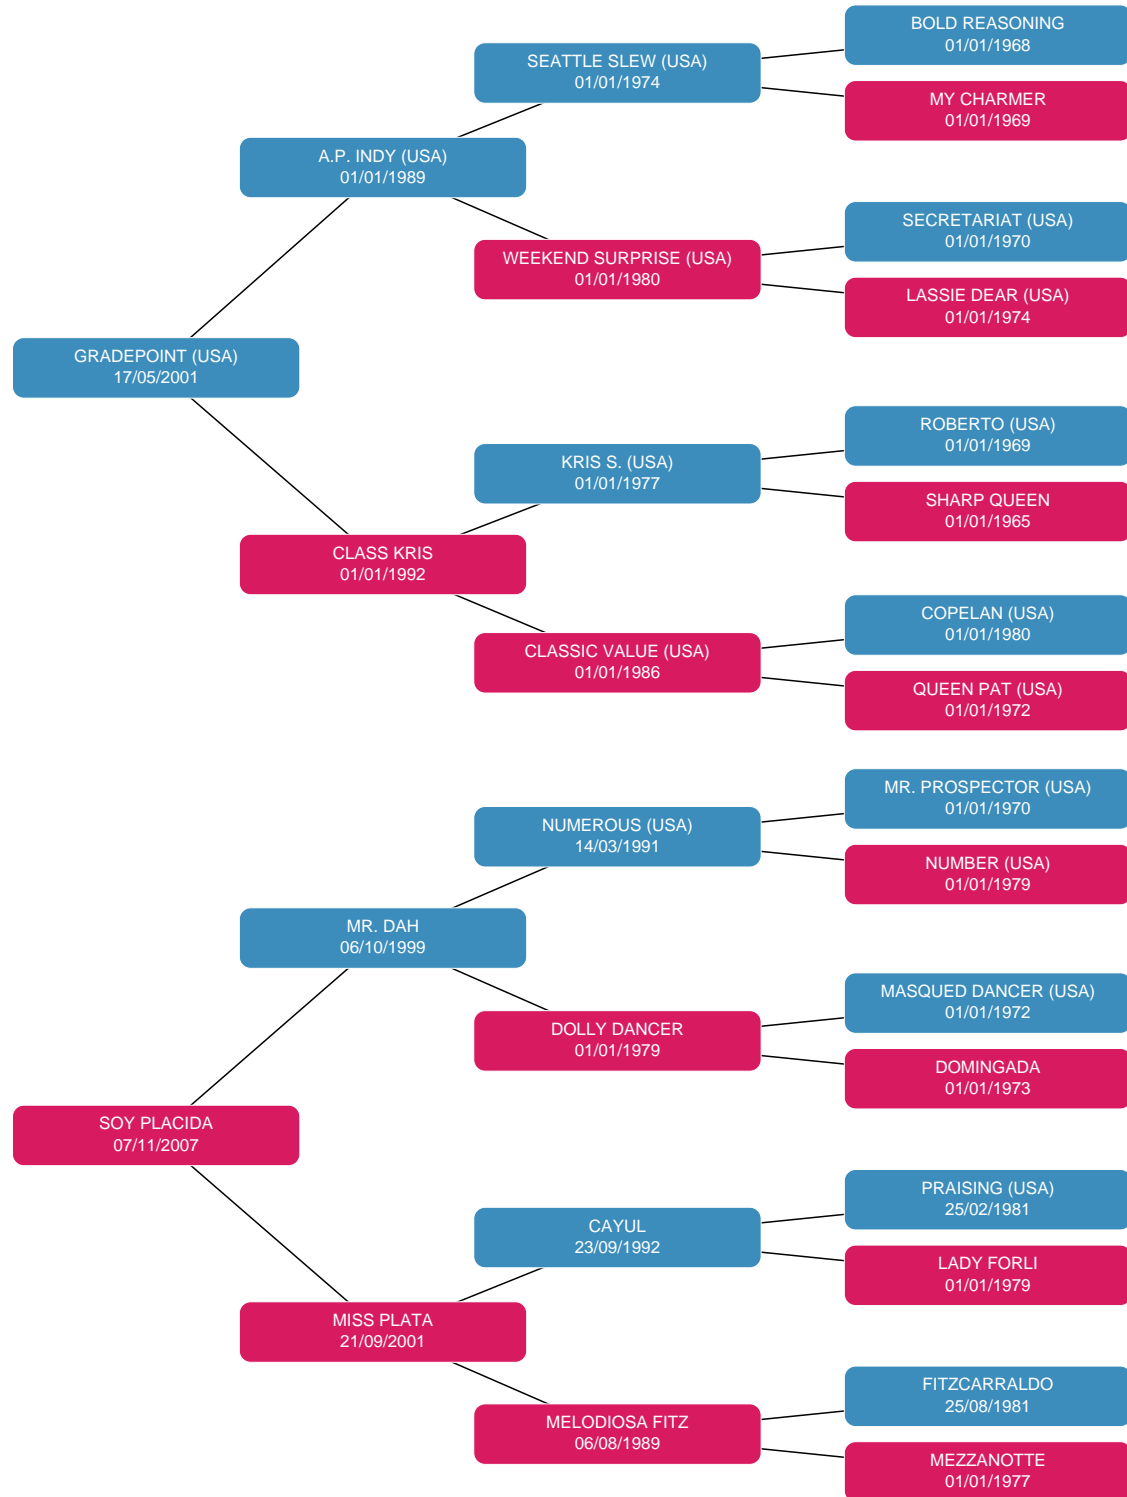 BOLD REASONING
01/01/1968
SEATTLE SLEW (USA)
01/01/1974
MY CHARMER
01/01/1969
A.P. INDY (USA)
01/01/1989
SECRETARIAT (USA)
01/01/1970
WEEKEND SURPRISE (USA)
01/01/1980
LASSIE DEAR (USA)
01/01/1974
GRADEPOINT (USA)
17/05/2001
ROBERTO (USA)
01/01/1969
KRIS S. (USA)
01/01/1977
SHARP QUEEN
01/01/1965
CLASS KRIS
01/01/1992
COPELAN (USA)
01/01/1980
CLASSIC VALUE (USA)
01/01/1986
QUEEN PAT (USA)
01/01/1972
MR. PROSPECTOR (USA)
01/01/1970
NUMEROUS (USA)
14/03/1991
NUMBER (USA)
01/01/1979
MR. DAH
06/10/1999
MASQUED DANCER (USA)
01/01/1972
DOLLY DANCER
01/01/1979
DOMINGADA
01/01/1973
SOY PLACIDA
07/11/2007
PRAISING (USA)
25/02/1981
CAYUL
23/09/1992
LADY FORLI
01/01/1979
MISS PLATA
21/09/2001
FITZCARRALDO
25/08/1981
MELODIOSA FITZ
06/08/1989
MEZZANOTTE
01/01/1977